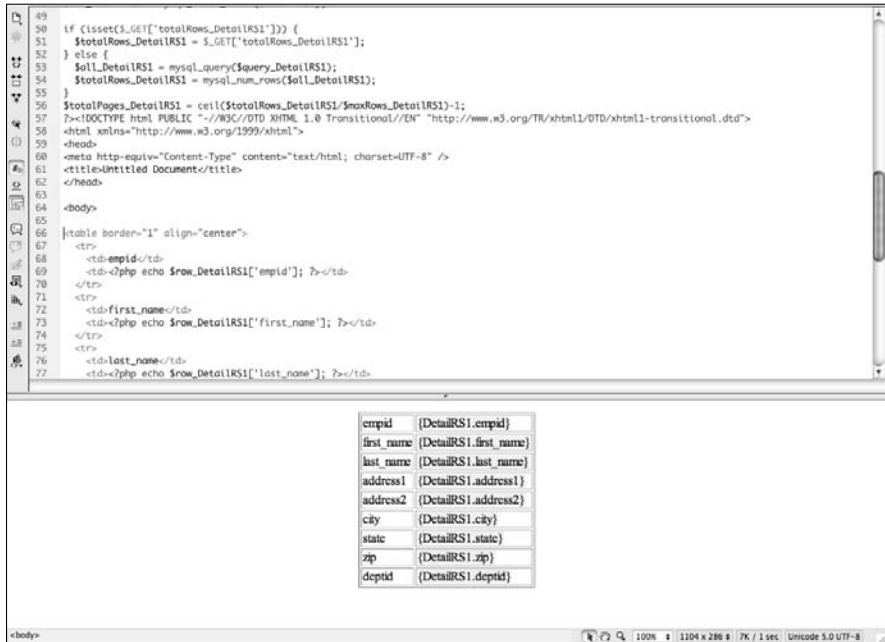 49
50 if (isset($_GET['totalRows_DetailRS1'])) {
51 $totalRows_DetailRS1 = $_GET['totalRows_DetailRS1'];
52 } else {
53 $all_DetailRS1 = mysql_query($query_DetailRS1);
54 $totalRows_DetailRS1 = mysql_num_rows($all_DetailRS1);
55 }
56 $totalPages_DetailRS1 = ceil($totalRows_DetailRS1/$maxRows_DetailRS1)-1;
57 ?><!DOCTYPE html PUBLIC "-//W3C//DTD XHTML 1.0 Transitional//EN" "http://www.w3.org/TR/xhtml1/DTD/xhtml1-transitional.dtd">
58 <html xmlns="http://www.w3.org/1999/xhtml">
59 <head>
60 <meta http-equiv="Content-Type" content="text/html; charset=UTF-8" />
61 <title>Untitled Document</title>
62 </head>
63
64 <body>
65
66 <table border="1" align="center">
67 <tr>
68 <td>empid</td>
69 <td><?php echo $row_DetailRS1['empid']; ?></td>
70 </tr>
71 <tr>
72 <td>first_name</td>
73 <td><?php echo $row_DetailRS1['first_name']; ?></td>
74 </tr>
75 <tr>
76 <td>last_name</td>
77 <td><?php echo $row_DetailRS1['last_name']; ?></td>
empid {DetailRS1.empid}
first_name {DetailRS1.first_name}
last_name {DetailRS1.last_name}
address1 {DetailRS1.address1}
address2 {DetailRS1.address2}
city {DetailRS1.city}
state {DetailRS1.state}
zip {DetailRS1.zip}
deptid {DetailRS1.deptid}
<body> 100% 1104 x 286 7K / 1 sec Unicode 5.0 UTF-8